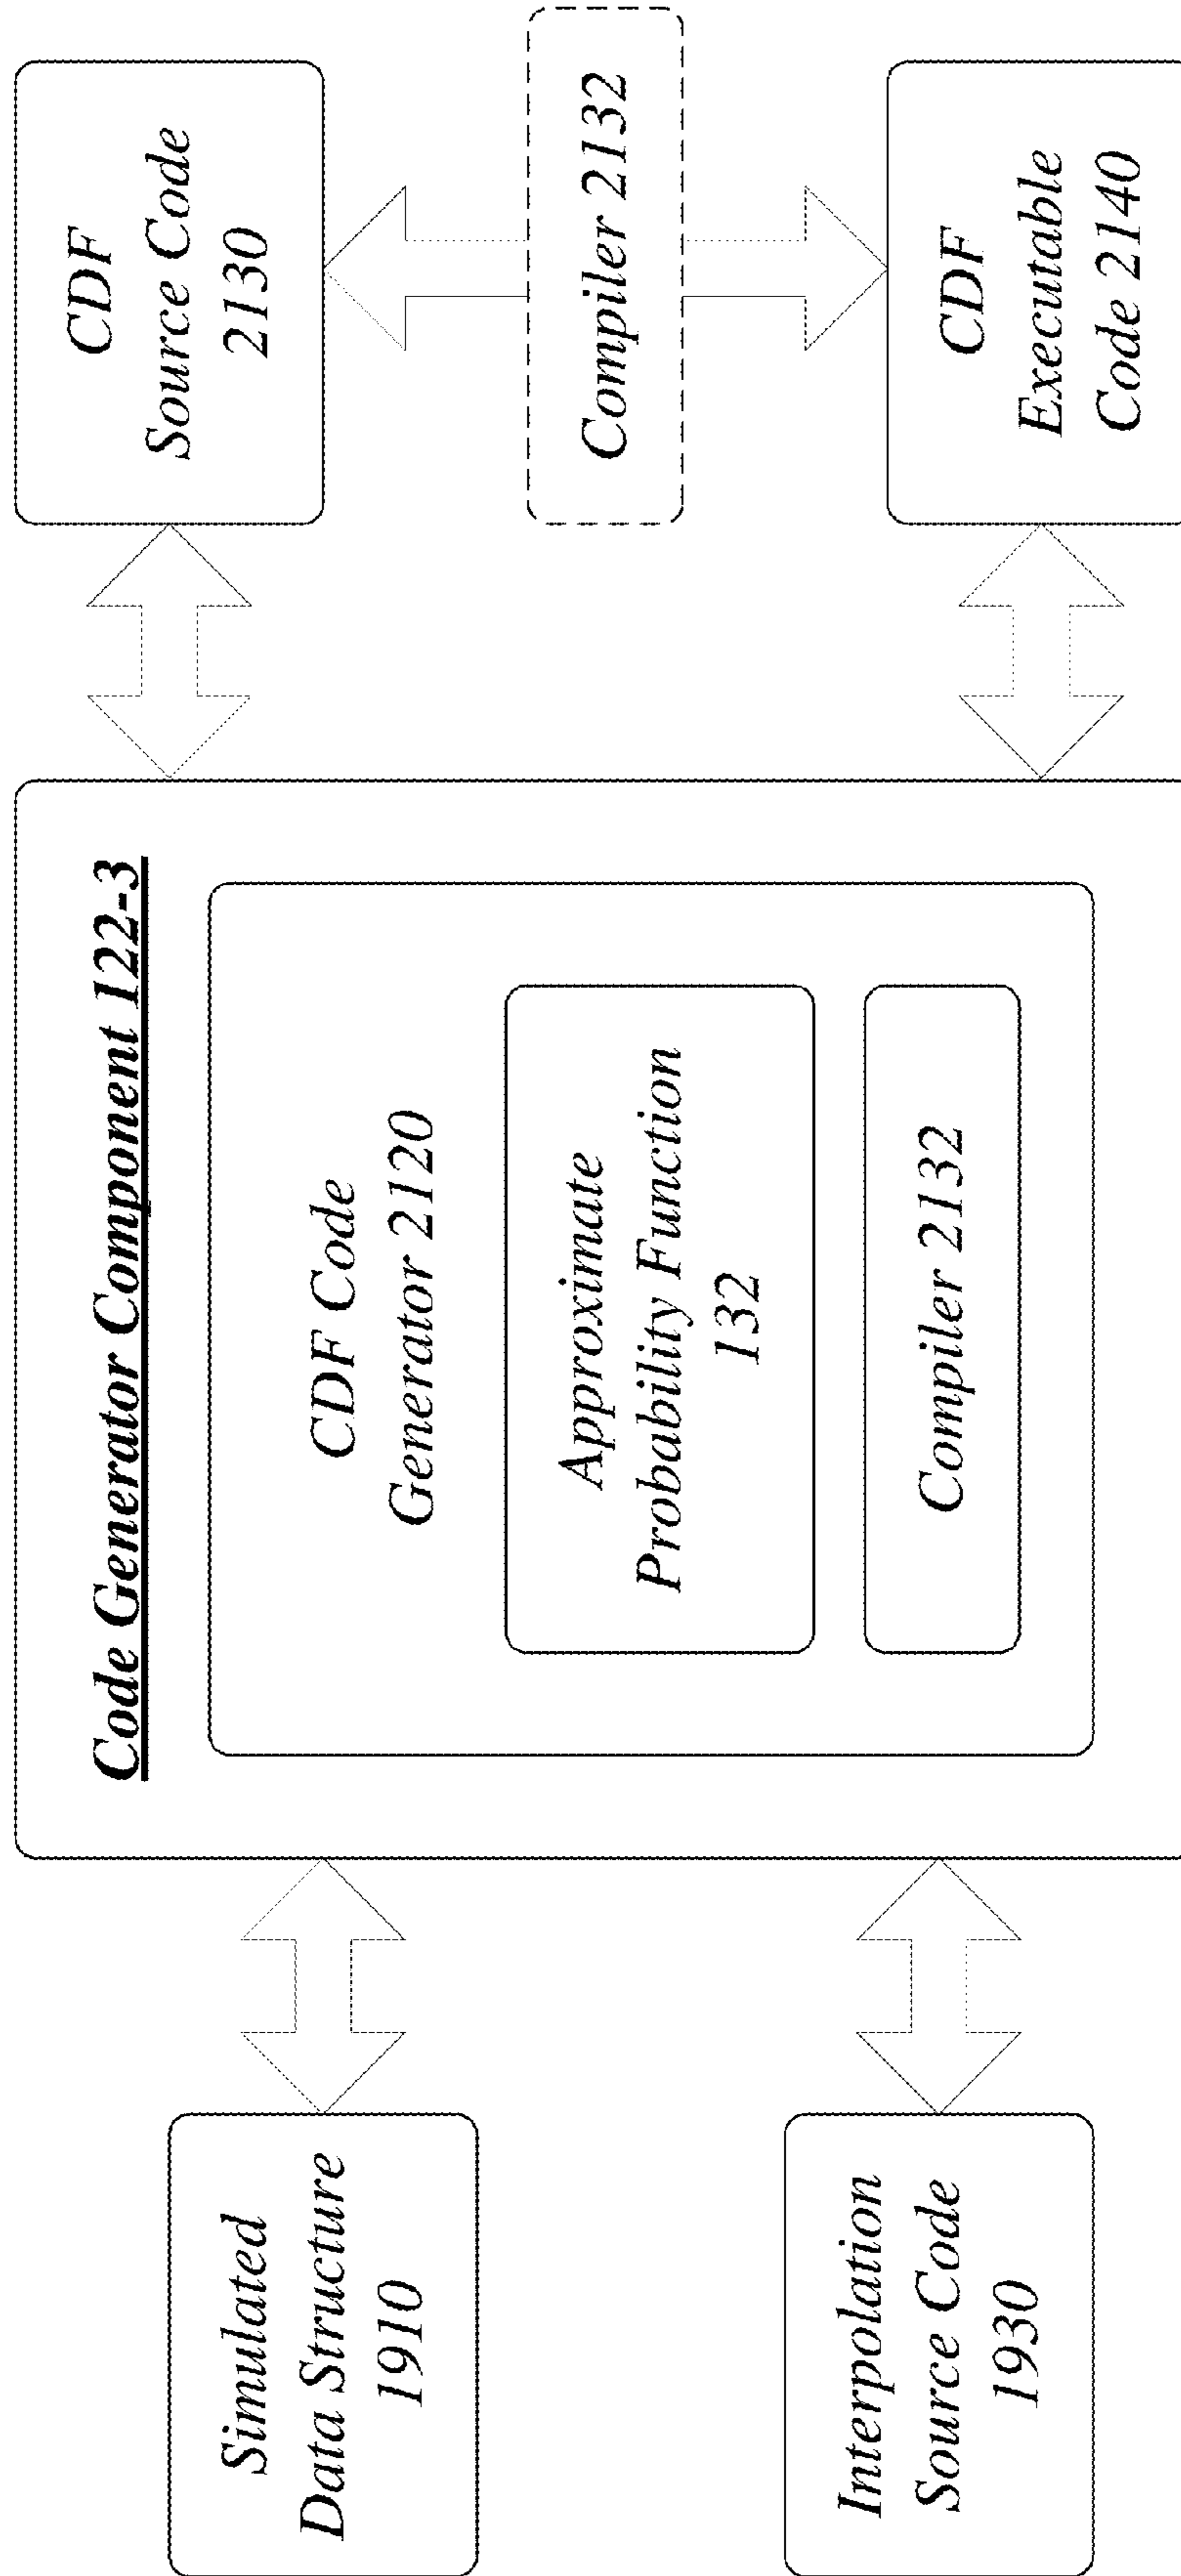 Simulated
Data Structure
1910
Interpolation
Source Code
1930
Code Generator Component 122-3
CDF Code
Generator 2120
Approximate
Probability Function
132
Compiler 2132
CDF
Source Code
2130
Compiler 2132
CDF
Executable
Code 2140